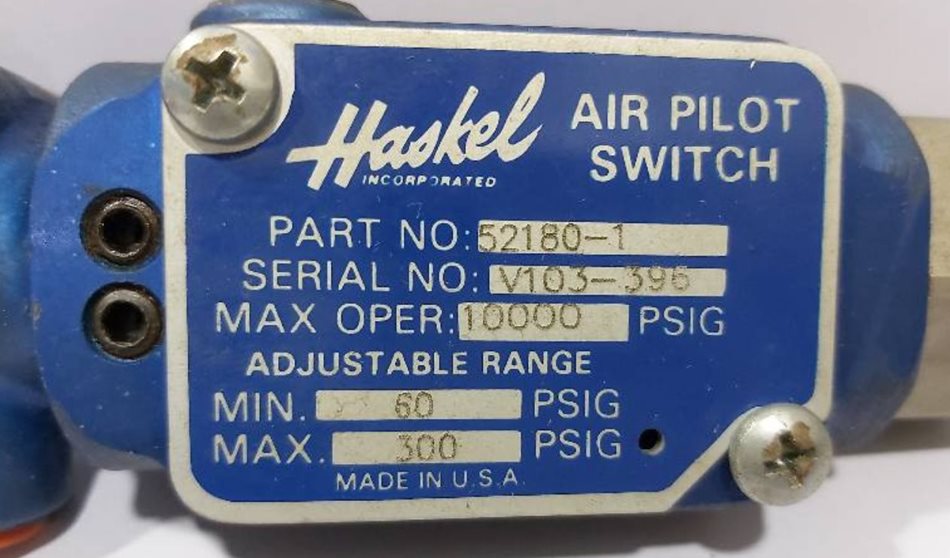 Haskel
INCORPORATED
AIR PILOT
SWITCH
PART NO: 52180-1
SERIAL NO: V103-396
MAX OPER: 10000 PSIG
ADJUSTABLE RANGE
MIN. 60 PSIG
MAX. 300 PSIG
MADE IN U.S.A.